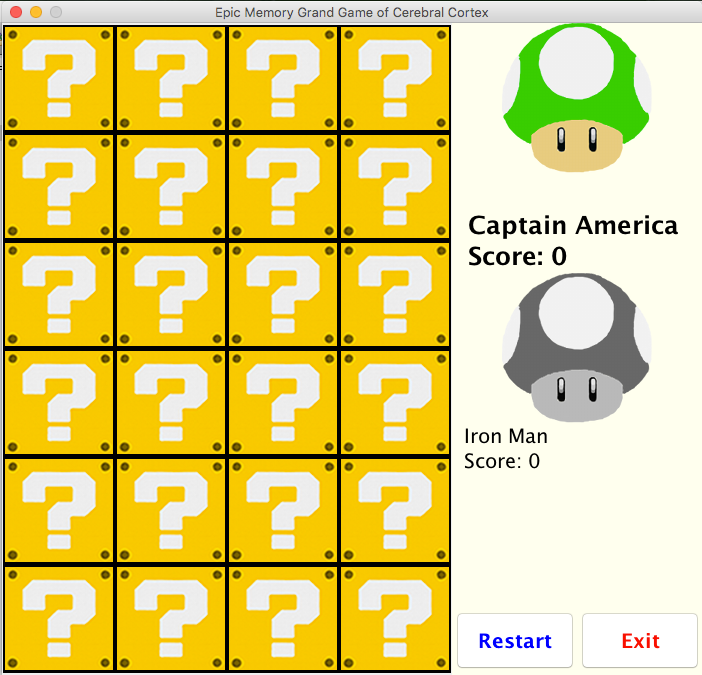 Epic Memory Grand Game of Cerebral Cortex
? ? ? ?
? ? ? ?
? ? ? ?
? ? ? ?
? ? ? ?
? ? ? ?
Captain America
Score: 0
Iron Man
Score: 0
Restart Exit